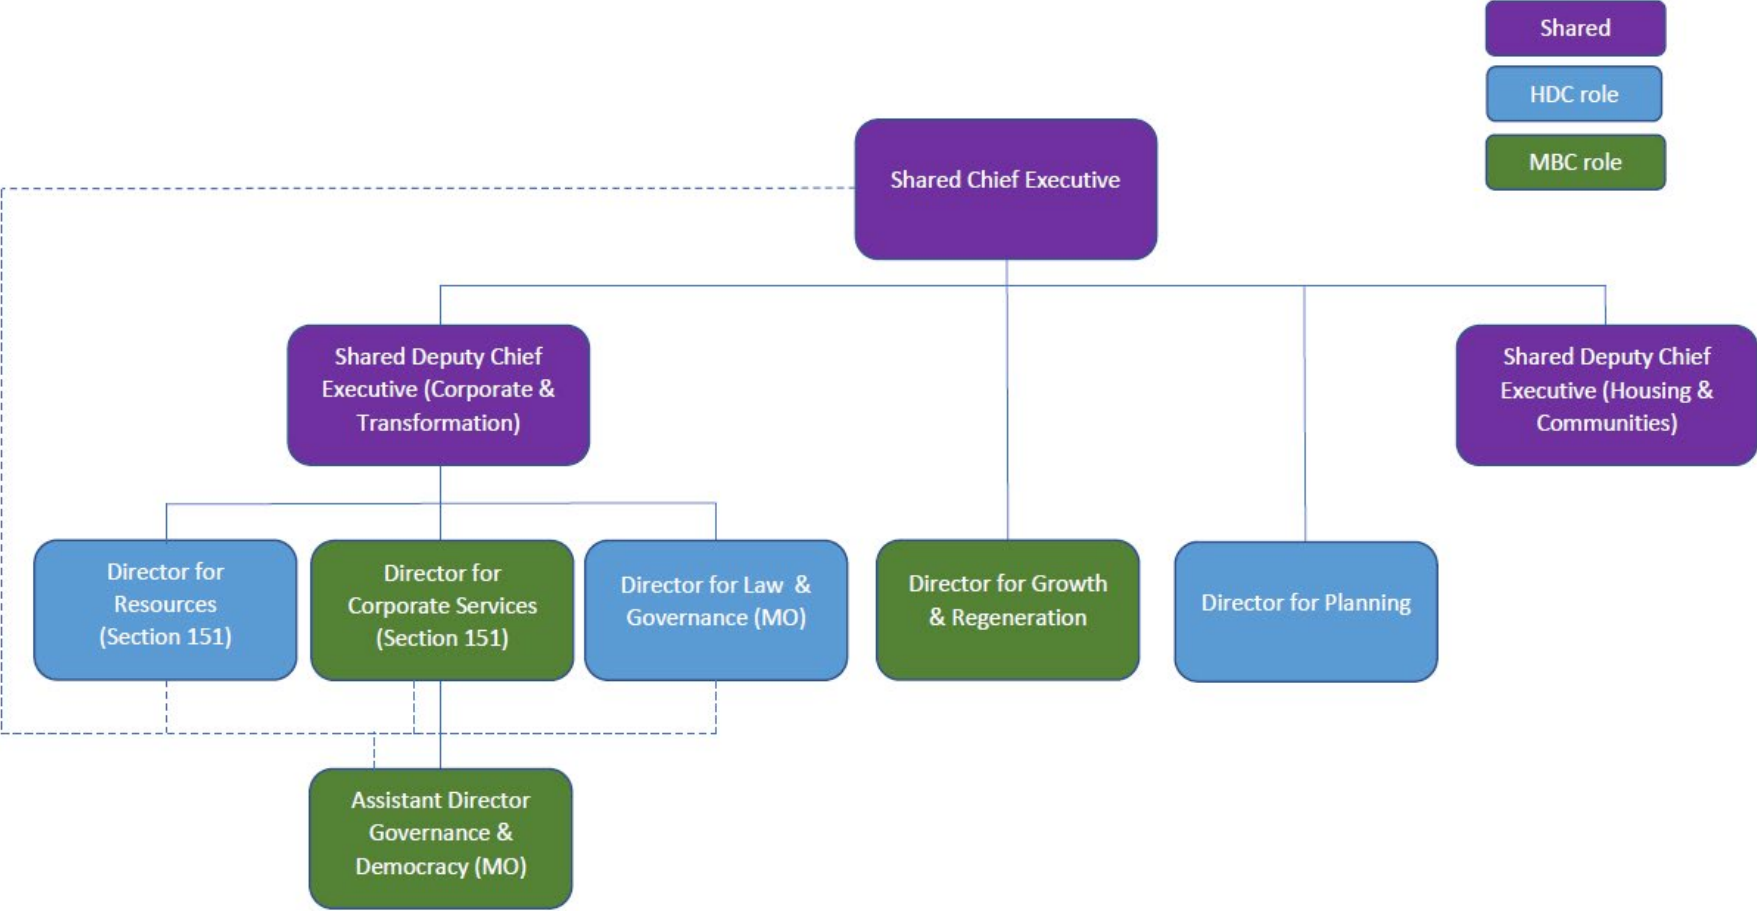 Shared
HDC role
MBC role
Shared Chief Executive
Shared Deputy Chief
Executive (Corporate &
Transformation)
Shared Deputy Chief
Executive (Housing &
Communities)
Director for
Resources
(Section 151)
Director for
Corporate Services
(Section 151)
Director for Law &
Governance (MO)
Director for Growth
& Regeneration
Director for Planning
Assistant Director
Governance &
Democracy (MO)